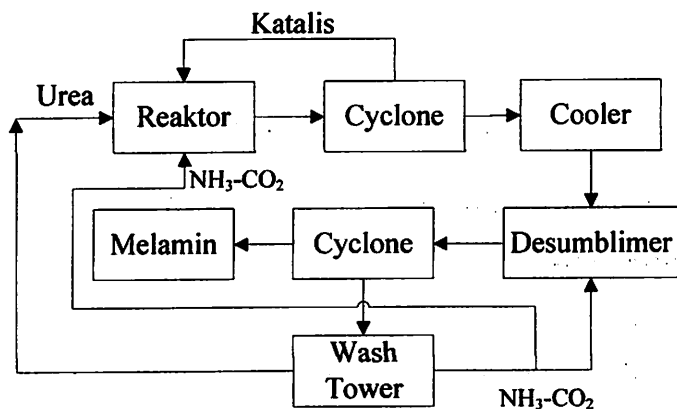 Katalis
Urea
Reaktor
Cyclone
Cooler
NH₃-CO₂
Melamin
Cyclone
Desumblimer
Wash
Tower
NH₃-CO₂